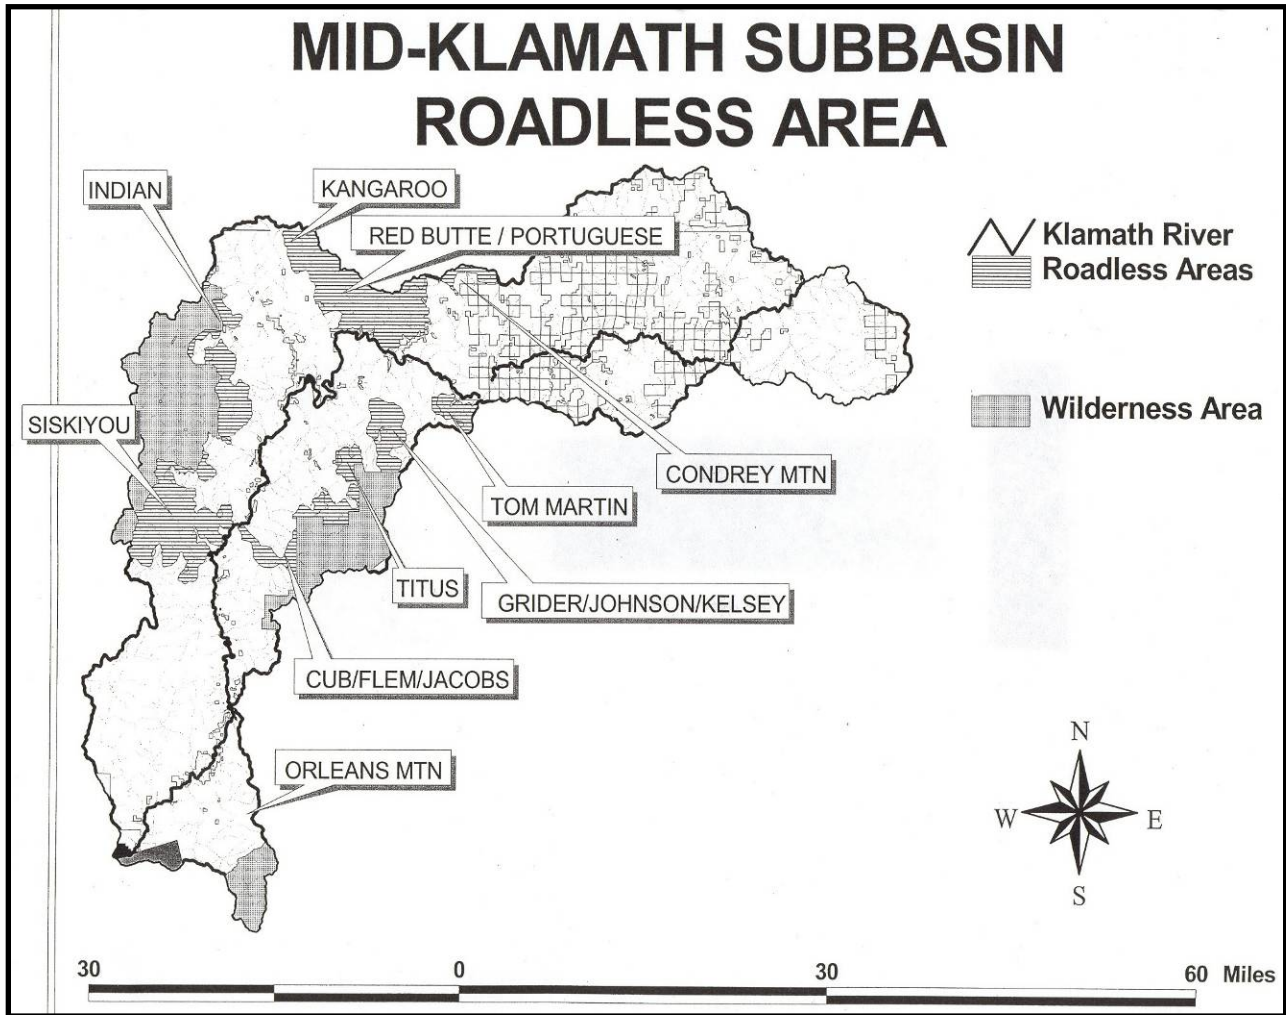 MID-KLAMATH SUBBASIN
ROADLESS AREA
INDIAN
KANGAROO
RED BUTTE / PORTUGUESE
Klamath River
Roadless Areas
Wilderness Area
SISKIYOU
CONDREY MTN
TOM MARTIN
TITUS
GRIDER/JOHNSON/KELSEY
CUB/FLEM/JACOBS
ORLEANS MTN
N
W E
S
30 0 30 60 Miles